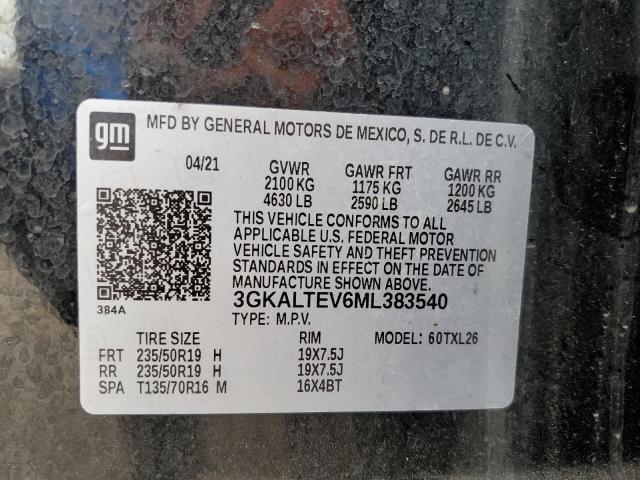 gm
MFD BY GENERAL MOTORS DE MEXICO, S. DE R.L. DE C.V.
04/21 GVWR GAWR FRT GAWR RR
2100 KG 1175 KG 1200 KG
4630 LB 2590 LB 2645 LB
THIS VEHICLE CONFORMS TO ALL
APPLICABLE U.S. FEDERAL MOTOR
VEHICLE SAFETY AND THEFT PREVENTION
STANDARDS IN EFFECT ON THE DATE OF
MANUFACTURE SHOWN ABOVE.
3GKALTEV6ML383540
384A
TYPE: M.P.V.
TIRE SIZE RIM MODEL: 60TXL26
FRT 235/50R19 H 19X7.5J
RR 235/50R19 H 19X7.5J
SPA T135/70R16 M 16X4BT